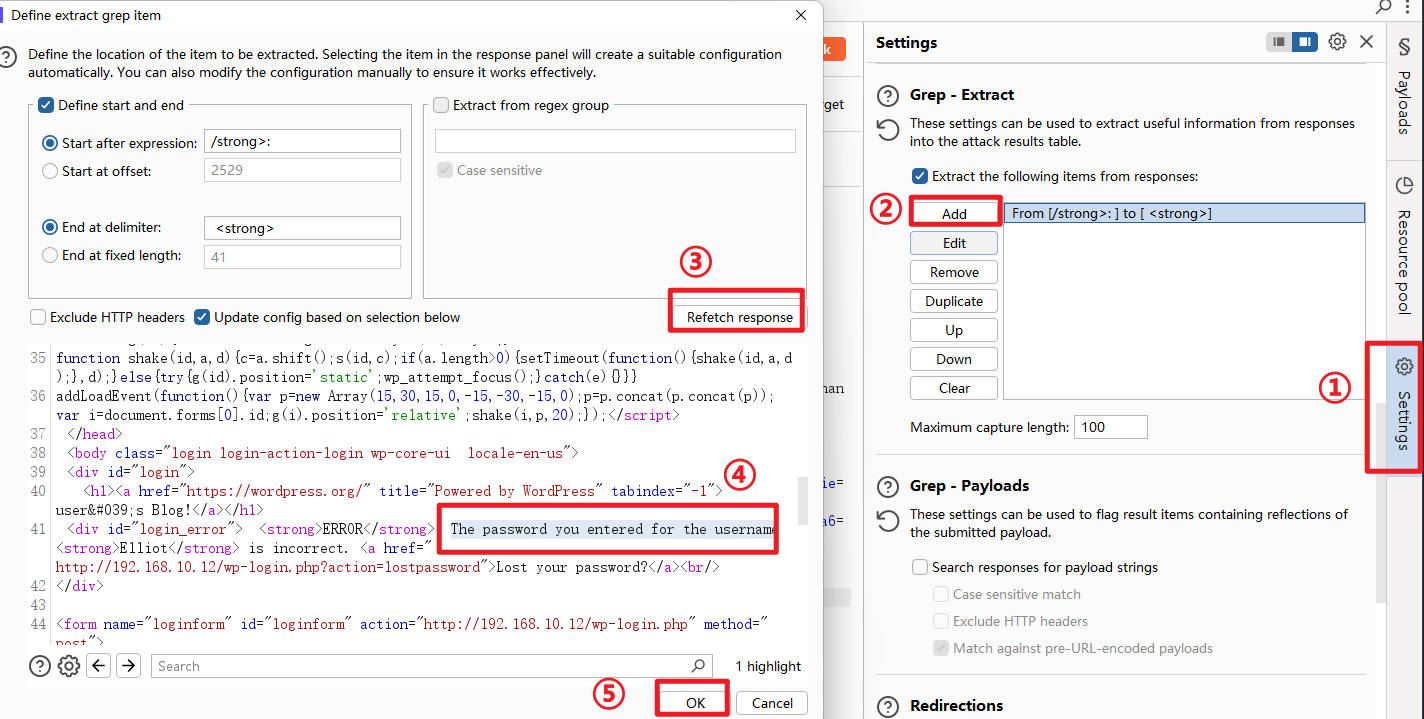 Define extract grep item
Define the location of the item to be extracted. Selecting the item in the response panel will create a suitable configuration
automatically. You can also modify the configuration manually to ensure it works effectively.
Define start and end
Start after expression: /strong>:
Start at offset: 2529
End at delimiter: <strong>
End at fixed length: 41
Extract from regex group
Case sensitive
③
Exclude HTTP headers
Update config based on selection below
Refetch response
35 function shake(id,a,d){c=a.shift();s(id,c);if(a.length>0){setTimeout(function(){shake(id,a,d
);},d);}else{try{g(id).position='static';wp_attempt_focus();}catch(e){}}}
36 addLoadEvent(function(){var p=new Array(15,30,15,0,-15,-30,-15,0);p=p.concat(p.concat(p));
var i=document.forms[0].id;g(i).position='relative';shake(i,p,20);});</script>
37 </head>
38 <body class="login login-action-login wp-core-ui  locale-en-us">
39 <div id="login">
④
40 <h1><a href="https://wordpress.org/" title="Powered by WordPress" tabindex="-1">
user&#039;s Blog!</a></h1>
41 <div id="login_error">  <strong>ERROR</strong> The password you entered for the username
<strong>Elliot</strong> is incorrect. <a href="
http://192.168.10.12/wp-login.php?action=lostpassword">Lost your password?</a><br/>
42 </div>
43
44 <form name="loginform" id="loginform" action="http://192.168.10.12/wp-login.php" method="
post">
Search
1 highlight
⑤
OK
Cancel
k
rget
han
ie=
a6=
Settings
Grep - Extract
These settings can be used to extract useful information from responses
into the attack results table.
Extract the following items from responses:
②
Add
From [/strong>: ] to [ <strong>]
Edit
Remove
Duplicate
Up
Down
Clear
①
Maximum capture length: 100
Grep - Payloads
These settings can be used to flag result items containing reflections of
the submitted payload.
Search responses for payload strings
Case sensitive match
Exclude HTTP headers
Match against pre-URL-encoded payloads
Redirections
Payloads
Resource pool
Settings